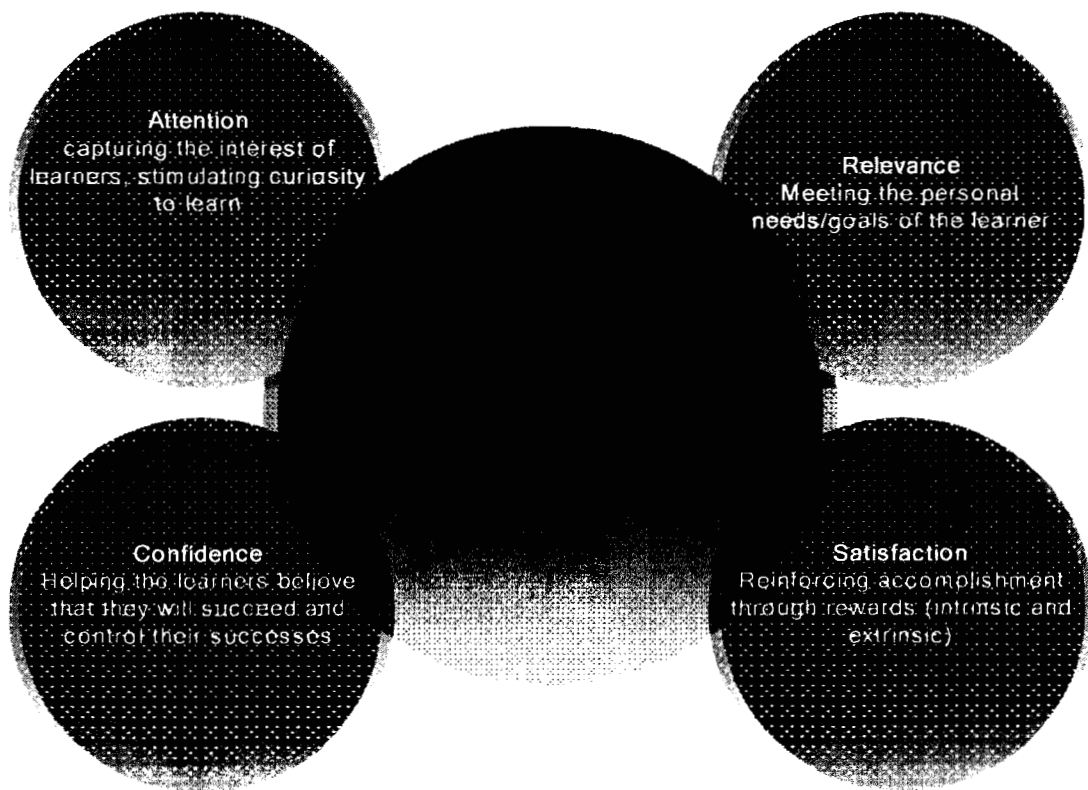 Attention
capturing the interest of
learners, stimulating curiosity
to learn
Relevance
Meeting the personal
needs/goals of the learner
Confidence
Helping the learners believe
that they will succeed and
control their successes
Satisfaction
Reinforcing accomplishment
through rewards (intrinsic and
extrinsic)